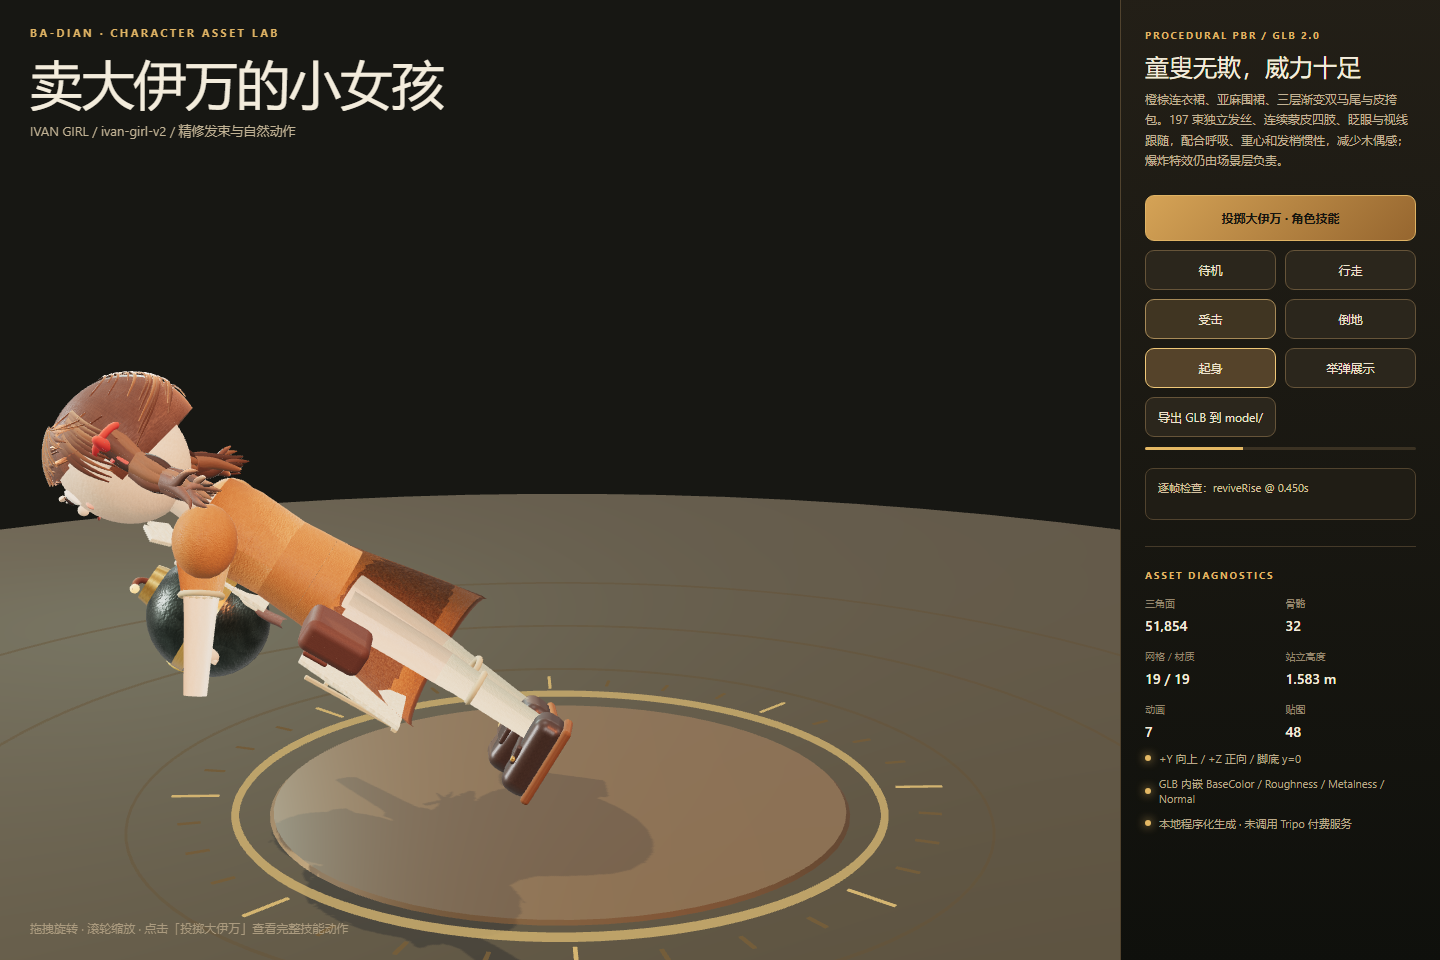 BA-DIAN · CHARACTER ASSET LAB
卖大伊万的小女孩
IVAN GIRL / ivan-girl-v2 / 精修发束与自然动作
拖拽旋转 · 滚轮缩放 · 点击「投掷大伊万」查看完整技能动作
PROCEDURAL PBR / GLB 2.0
童叟无欺，威力十足
橙棕连衣裙、亚麻围裙、三层渐变双马尾与皮挎
包。197 束独立发丝、连续蒙皮四肢、眨眼与视线
跟随，配合呼吸、重心和发梢惯性，减少木偶感；
爆炸特效仍由场景层负责。
投掷大伊万 · 角色技能
待机
行走
受击
倒地
起身
举弹展示
导出 GLB 到 model/
逐帧检查：reviveRise @ 0.450s
ASSET DIAGNOSTICS
三角面
骨骼
51,854
32
网格 / 材质
站立高度
19 / 19
1.583 m
动画
贴图
7
48
+Y 向上 / +Z 正向 / 脚底 y=0
GLB 内嵌 BaseColor / Roughness / Metalness /
Normal
本地程序化生成 · 未调用 Tripo 付费服务